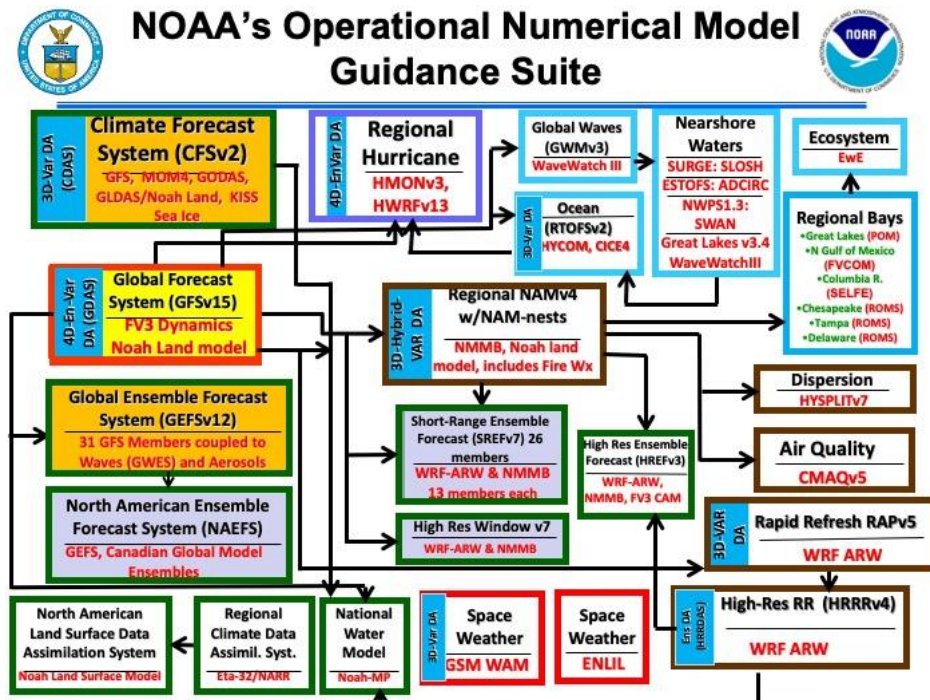 NOAA's Operational Numerical Model
Guidance Suite
DEPARTMENT OF COMMERCE
UNITED STATES OF AMERICA
NOAA
3D-Var DA
(CDAS)
Climate Forecast
System (CFSv2)
GFS, MOM4, GODAS,
GLDAS/Noah Land, KISS
Sea Ice
4D-EnVar DA
Regional
Hurricane
HMONv3,
HWRFv13
Global Waves
(GWMv3)
WaveWatch III
3D-Var DA
Ocean
(RTOFSv2)
HYCOM, CICE4
Nearshore
Waters
SURGE: SLOSH
ESTOFS: ADCIRC
NWPS1.3:
SWAN
Great Lakes v3.4
WaveWatchIII
Ecosystem
EwE
Regional Bays
•Great Lakes (POM)
•N Gulf of Mexico
(FVCOM)
•Columbia R.
(SELFE)
•Chesapeake (ROMS)
•Tampa (ROMS)
•Delaware (ROMS)
4D-En-Var
DA (GDAS)
Global Forecast
System (GFSv15)
FV3 Dynamics
Noah Land model
3D-Hybrid-
VAR DA
Regional NAMv4
w/NAM-nests
NMMB, Noah land
model, includes Fire Wx
Dispersion
HYSPLITv7
Global Ensemble Forecast
System (GEFSv12)
31 GFS Members coupled to
Waves (GWES) and Aerosols
Short-Range Ensemble
Forecast (SREFv7) 26
members
WRF-ARW & NMMB
13 members each
High Res Ensemble
Forecast (HREFv3)
WRF-ARW,
NMMB, FV3 CAM
Air Quality
CMAQv5
North American Ensemble
Forecast System (NAEFS)
GEFS, Canadian Global Model
Ensembles
High Res Window v7
WRF-ARW & NMMB
3D-VAR
DA
Rapid Refresh RAPv5
WRF ARW
North American
Land Surface Data
Assimilation System
Noah Land Surface Model
Regional
Climate Data
Assimil. Syst.
Eta-32/NARR
National
Water
Model
Noah-MP
3D-Var DA
Space
Weather
GSM WAM
Space
Weather
ENLIL
Ens DA
(HRRDAS)
High-Res RR (HRRRv4)
WRF ARW